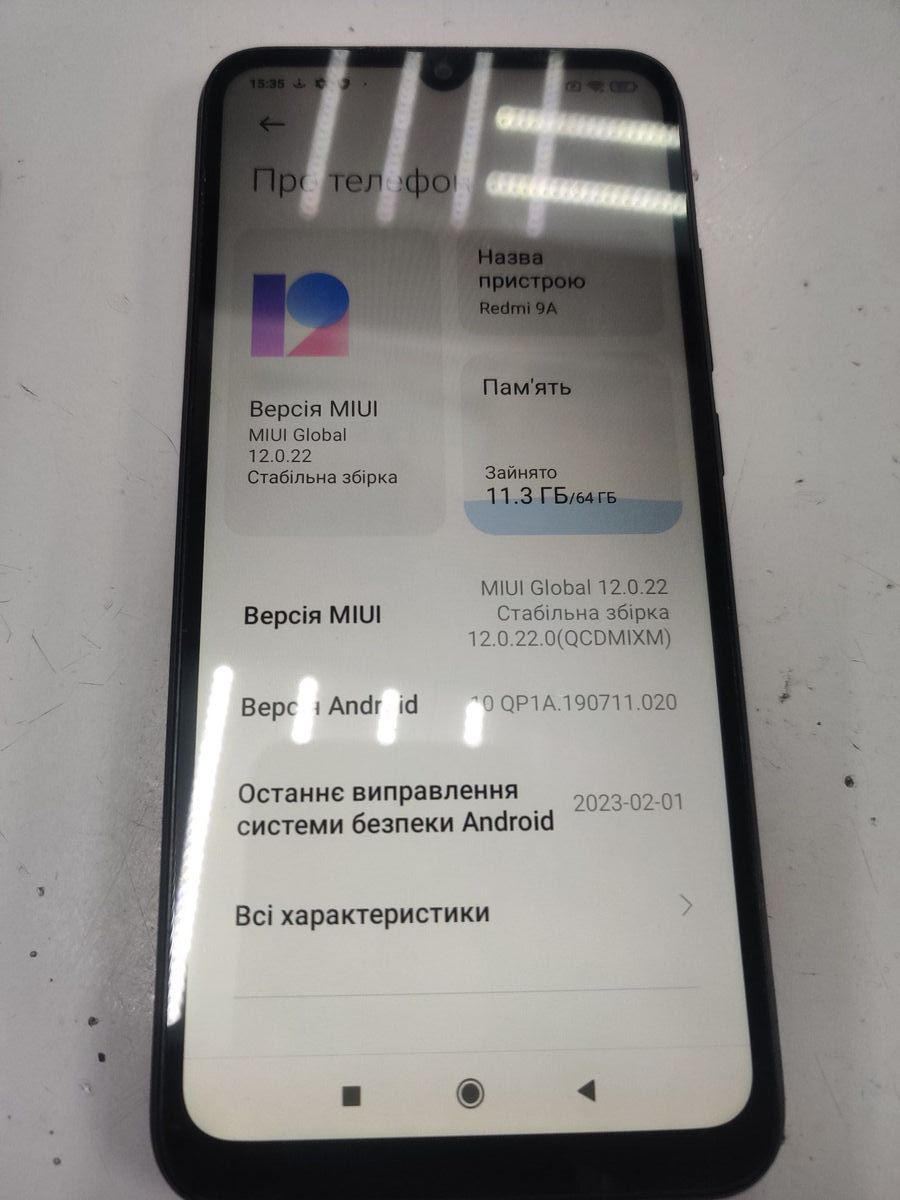 15:35
Про телефон
Назва
пристрою
Redmi 9A
Версія MIUI
MIUI Global
12.0.22
Стабільна збірка
Пам'ять
Зайнято
11.3 ГБ/64 ГБ
Версія MIUI
MIUI Global 12.0.22
Стабільна збірка
12.0.22.0(QCDMIXM)
Версія Android
10 QP1A.190711.020
Останнє виправлення
системи безпеки Android
2023-02-01
Всі характеристики